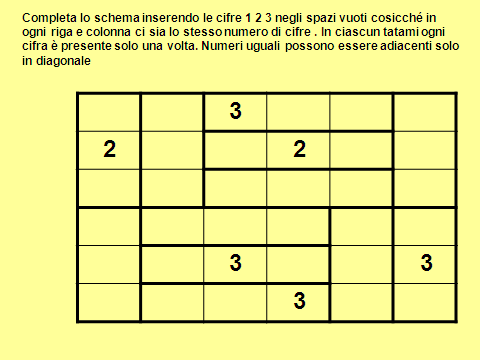 Completa lo schema inserendo le cifre 1 2 3 negli spazi vuoti cosicché in
ogni riga e colonna ci sia lo stesso numero di cifre . In ciascun tatami ogni
cifra è presente solo una volta. Numeri uguali possono essere adiacenti solo
in diagonale
3
2 2
3 3
3